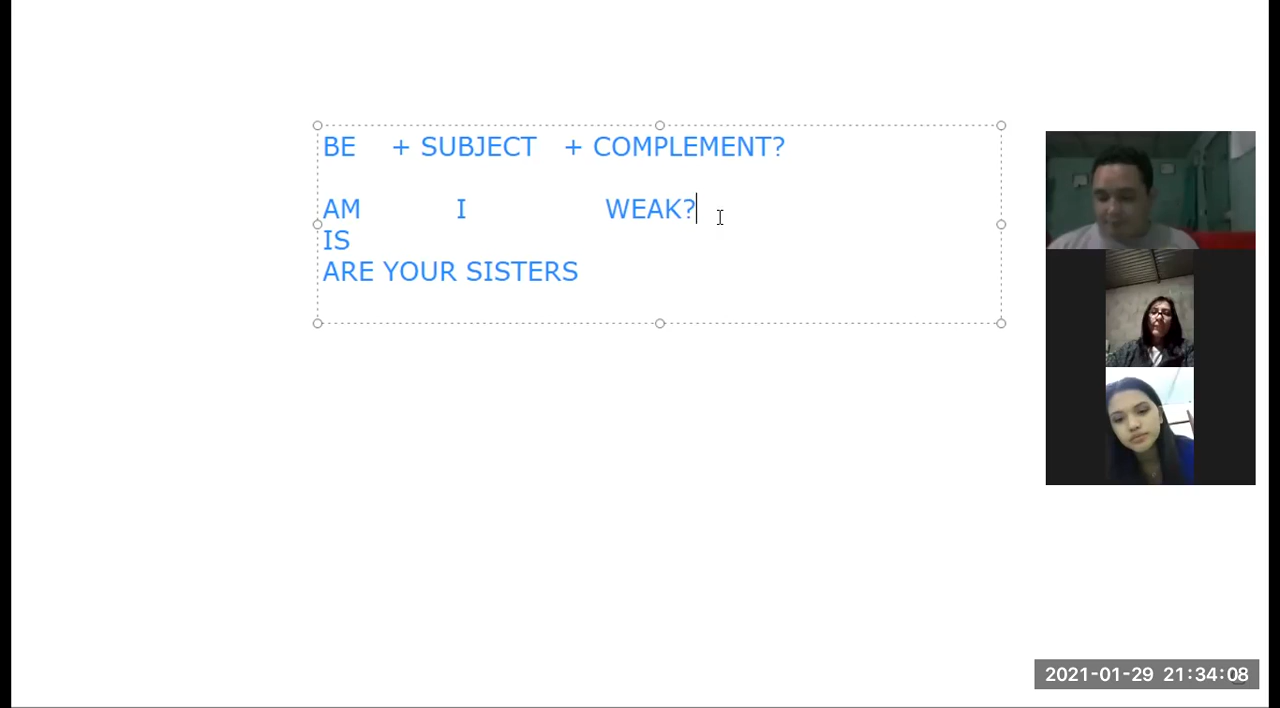 BE + SUBJECT + COMPLEMENT?
AM I WEAK?
IS
ARE YOUR SISTERS
2021-01-29 21:34:08